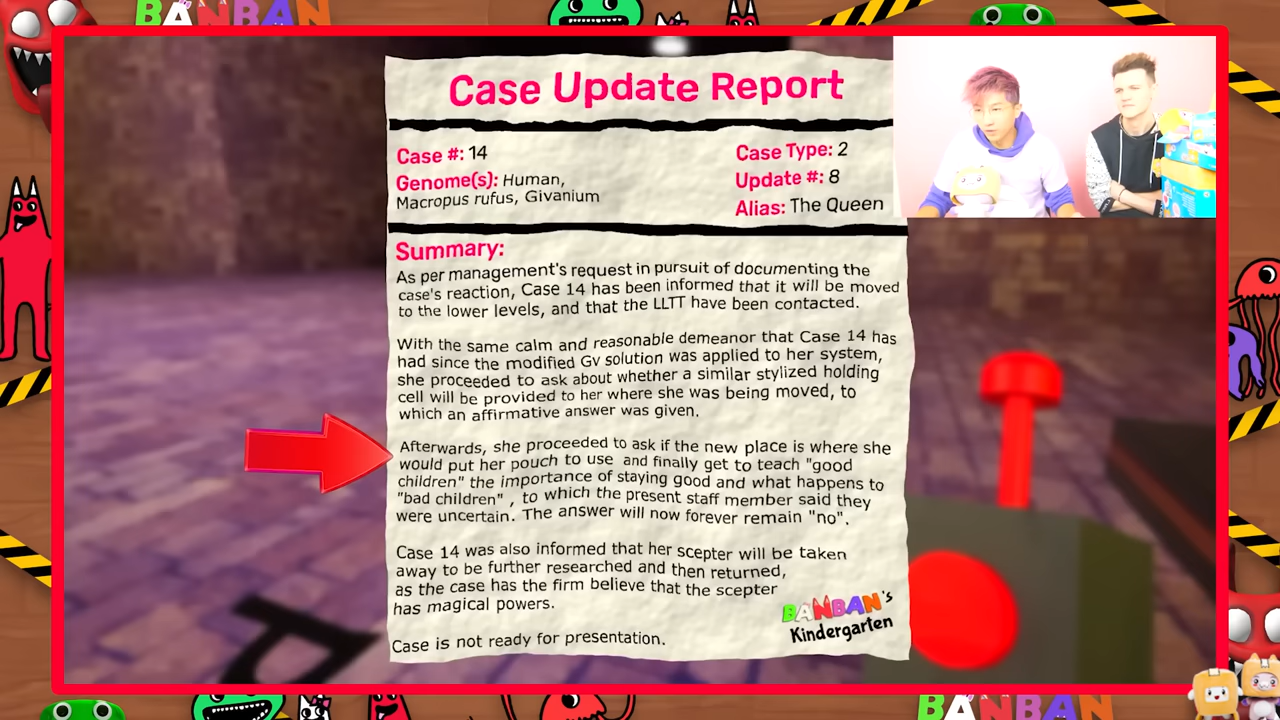 BANBAN
Case Update Report
Case #: 14
Genome(s): Human,
Macropus rufus, Givanium
Case Type: 2
Update #: 8
Alias: The Queen
Summary:
As per management's request in pursuit of documenting the
case's reaction, Case 14 has been informed that it will be moved
to the lower levels, and that the LLTT have been contacted.
With the same calm and reasonable demeanor that Case 14 has
had since the modified Gv solution was applied to her system,
she proceeded to ask about whether a similar stylized holding
cell will be provided to her where she was being moved, to
which an affirmative answer was given.
Afterwards, she proceeded to ask if the new place is where she
would put her pouch to use and finally get to teach "good
children" the importance of staying good and what happens to
"bad children" , to which the present staff member said they
were uncertain. The answer will now forever remain "no".
Case 14 was also informed that her scepter will be taken
away to be further researched and then returned,
as the case has the firm believe that the scepter
has magical powers.
Case is not ready for presentation.
BANBAN's
Kindergarten
BANBAN